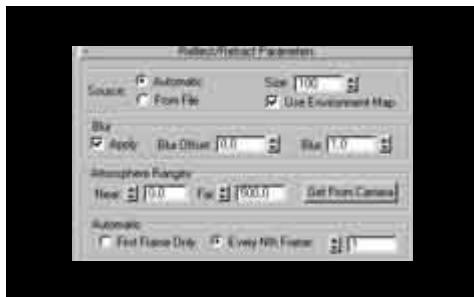 -
Reflect/Refract Parameters
Source: Automatic Size: 100
From File Use Environment Map
Blur
Apply Blur Offset: 0.0 Blur: 1.0
Atmosphere Ranges
Near: 0.0 Far: 500.0 Get From Camera
Automatic
First Frame Only Every Nth Frame: 1